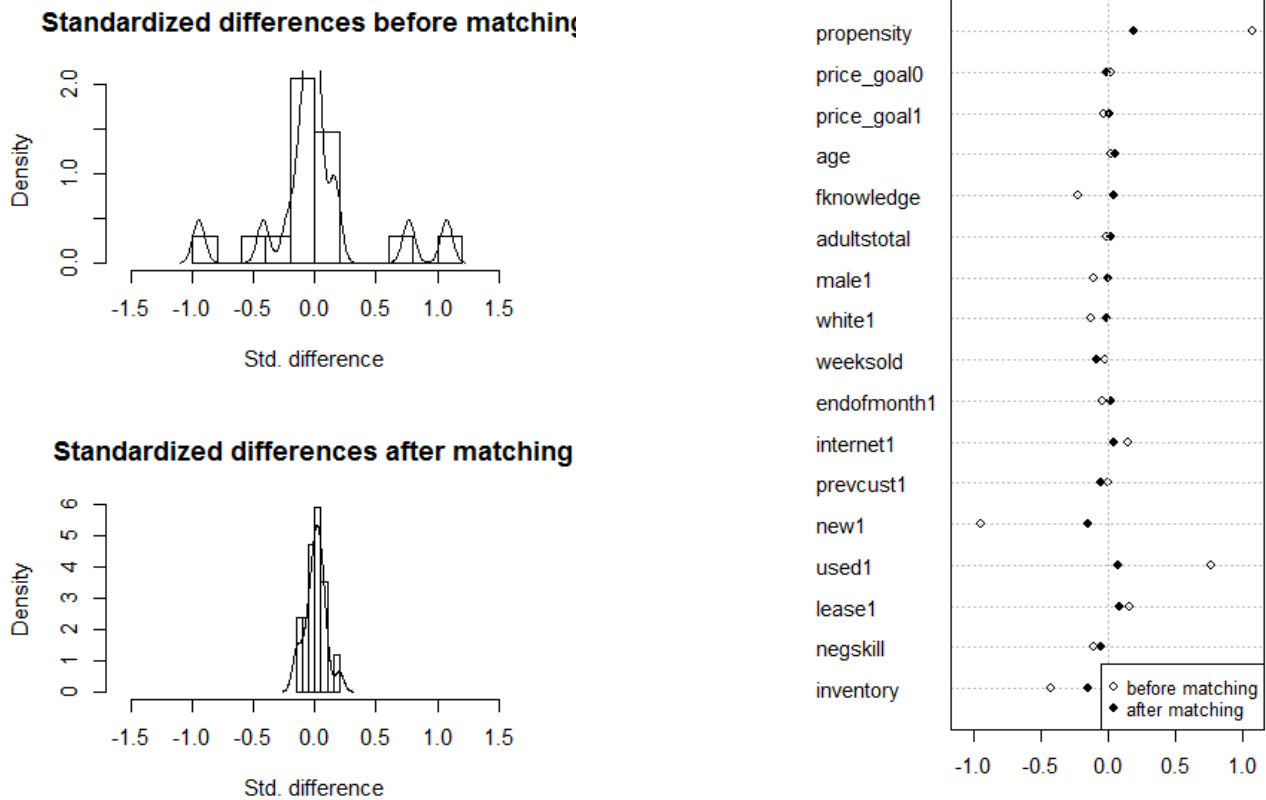 Standardized differences before matching
Density
2.0
1.0
0.0
-1.5 -1.0 -0.5 0.0 0.5 1.0 1.5
Std. difference
Standardized differences after matching
Density
6
5
4
3
2
1
0
-1.5 -1.0 -0.5 0.0 0.5 1.0 1.5
Std. difference
propensity
price_goal0
price_goal1
age
fknowledge
adultstotal
male1
white1
weeksold
endofmonth1
internet1
prevcust1
new1
used1
lease1
negskill
inventory
before matching
after matching
-1.0 -0.5 0.0 0.5 1.0